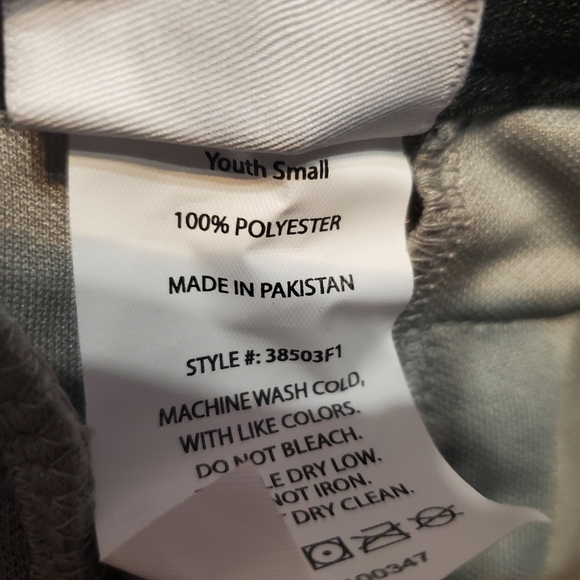 Youth Small
100% POLYESTER
MADE IN PAKISTAN
STYLE #: 38503F1
MACHINE WASH COLD,
WITH LIKE COLORS.
DO NOT BLEACH.
DRY LOW.
NOT IRON.
DRY CLEAN.
00347